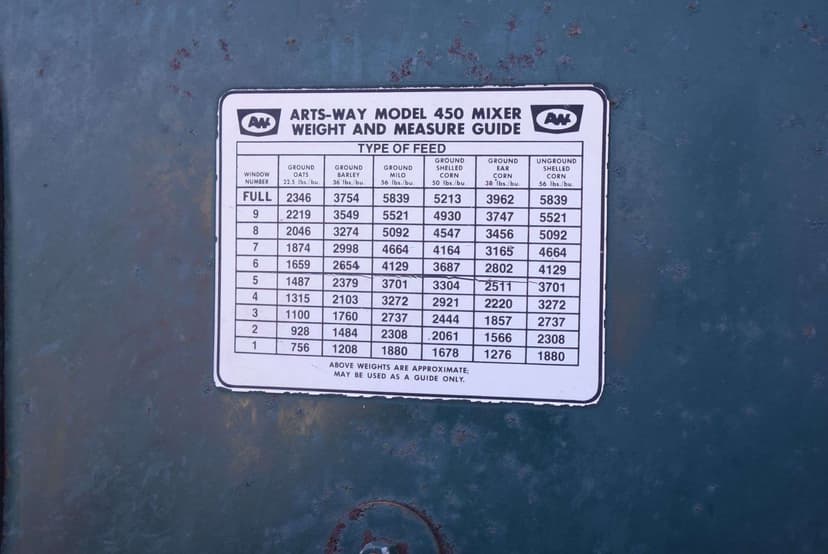 AW ARTS-WAY MODEL 450 MIXER AW
WEIGHT AND MEASURE GUIDE
TYPE OF FEED
WINDOW NUMBER GROUND OATS 22.5 lbs./bu. GROUND BARLEY 36 lbs./bu. GROUND MILO 56 lbs./bu. GROUND SHELLED CORN 50 lbs./bu. GROUND EAR CORN 38 lbs./bu. UNGROUND SHELLED CORN 56 lbs./bu.
FULL 2346 3754 5839 5213 3962 5839
9 2219 3549 5521 4930 3747 5521
8 2046 3274 5092 4547 3456 5092
7 1874 2998 4664 4164 3165 4664
6 1659 2654 4129 3687 2802 4129
5 1487 2379 3701 3304 2511 3701
4 1315 2103 3272 2921 2220 3272
3 1100 1760 2737 2444 1857 2737
2 928 1484 2308 2061 1566 2308
1 756 1208 1880 1678 1276 1880
ABOVE WEIGHTS ARE APPROXIMATE;
MAY BE USED AS A GUIDE ONLY.